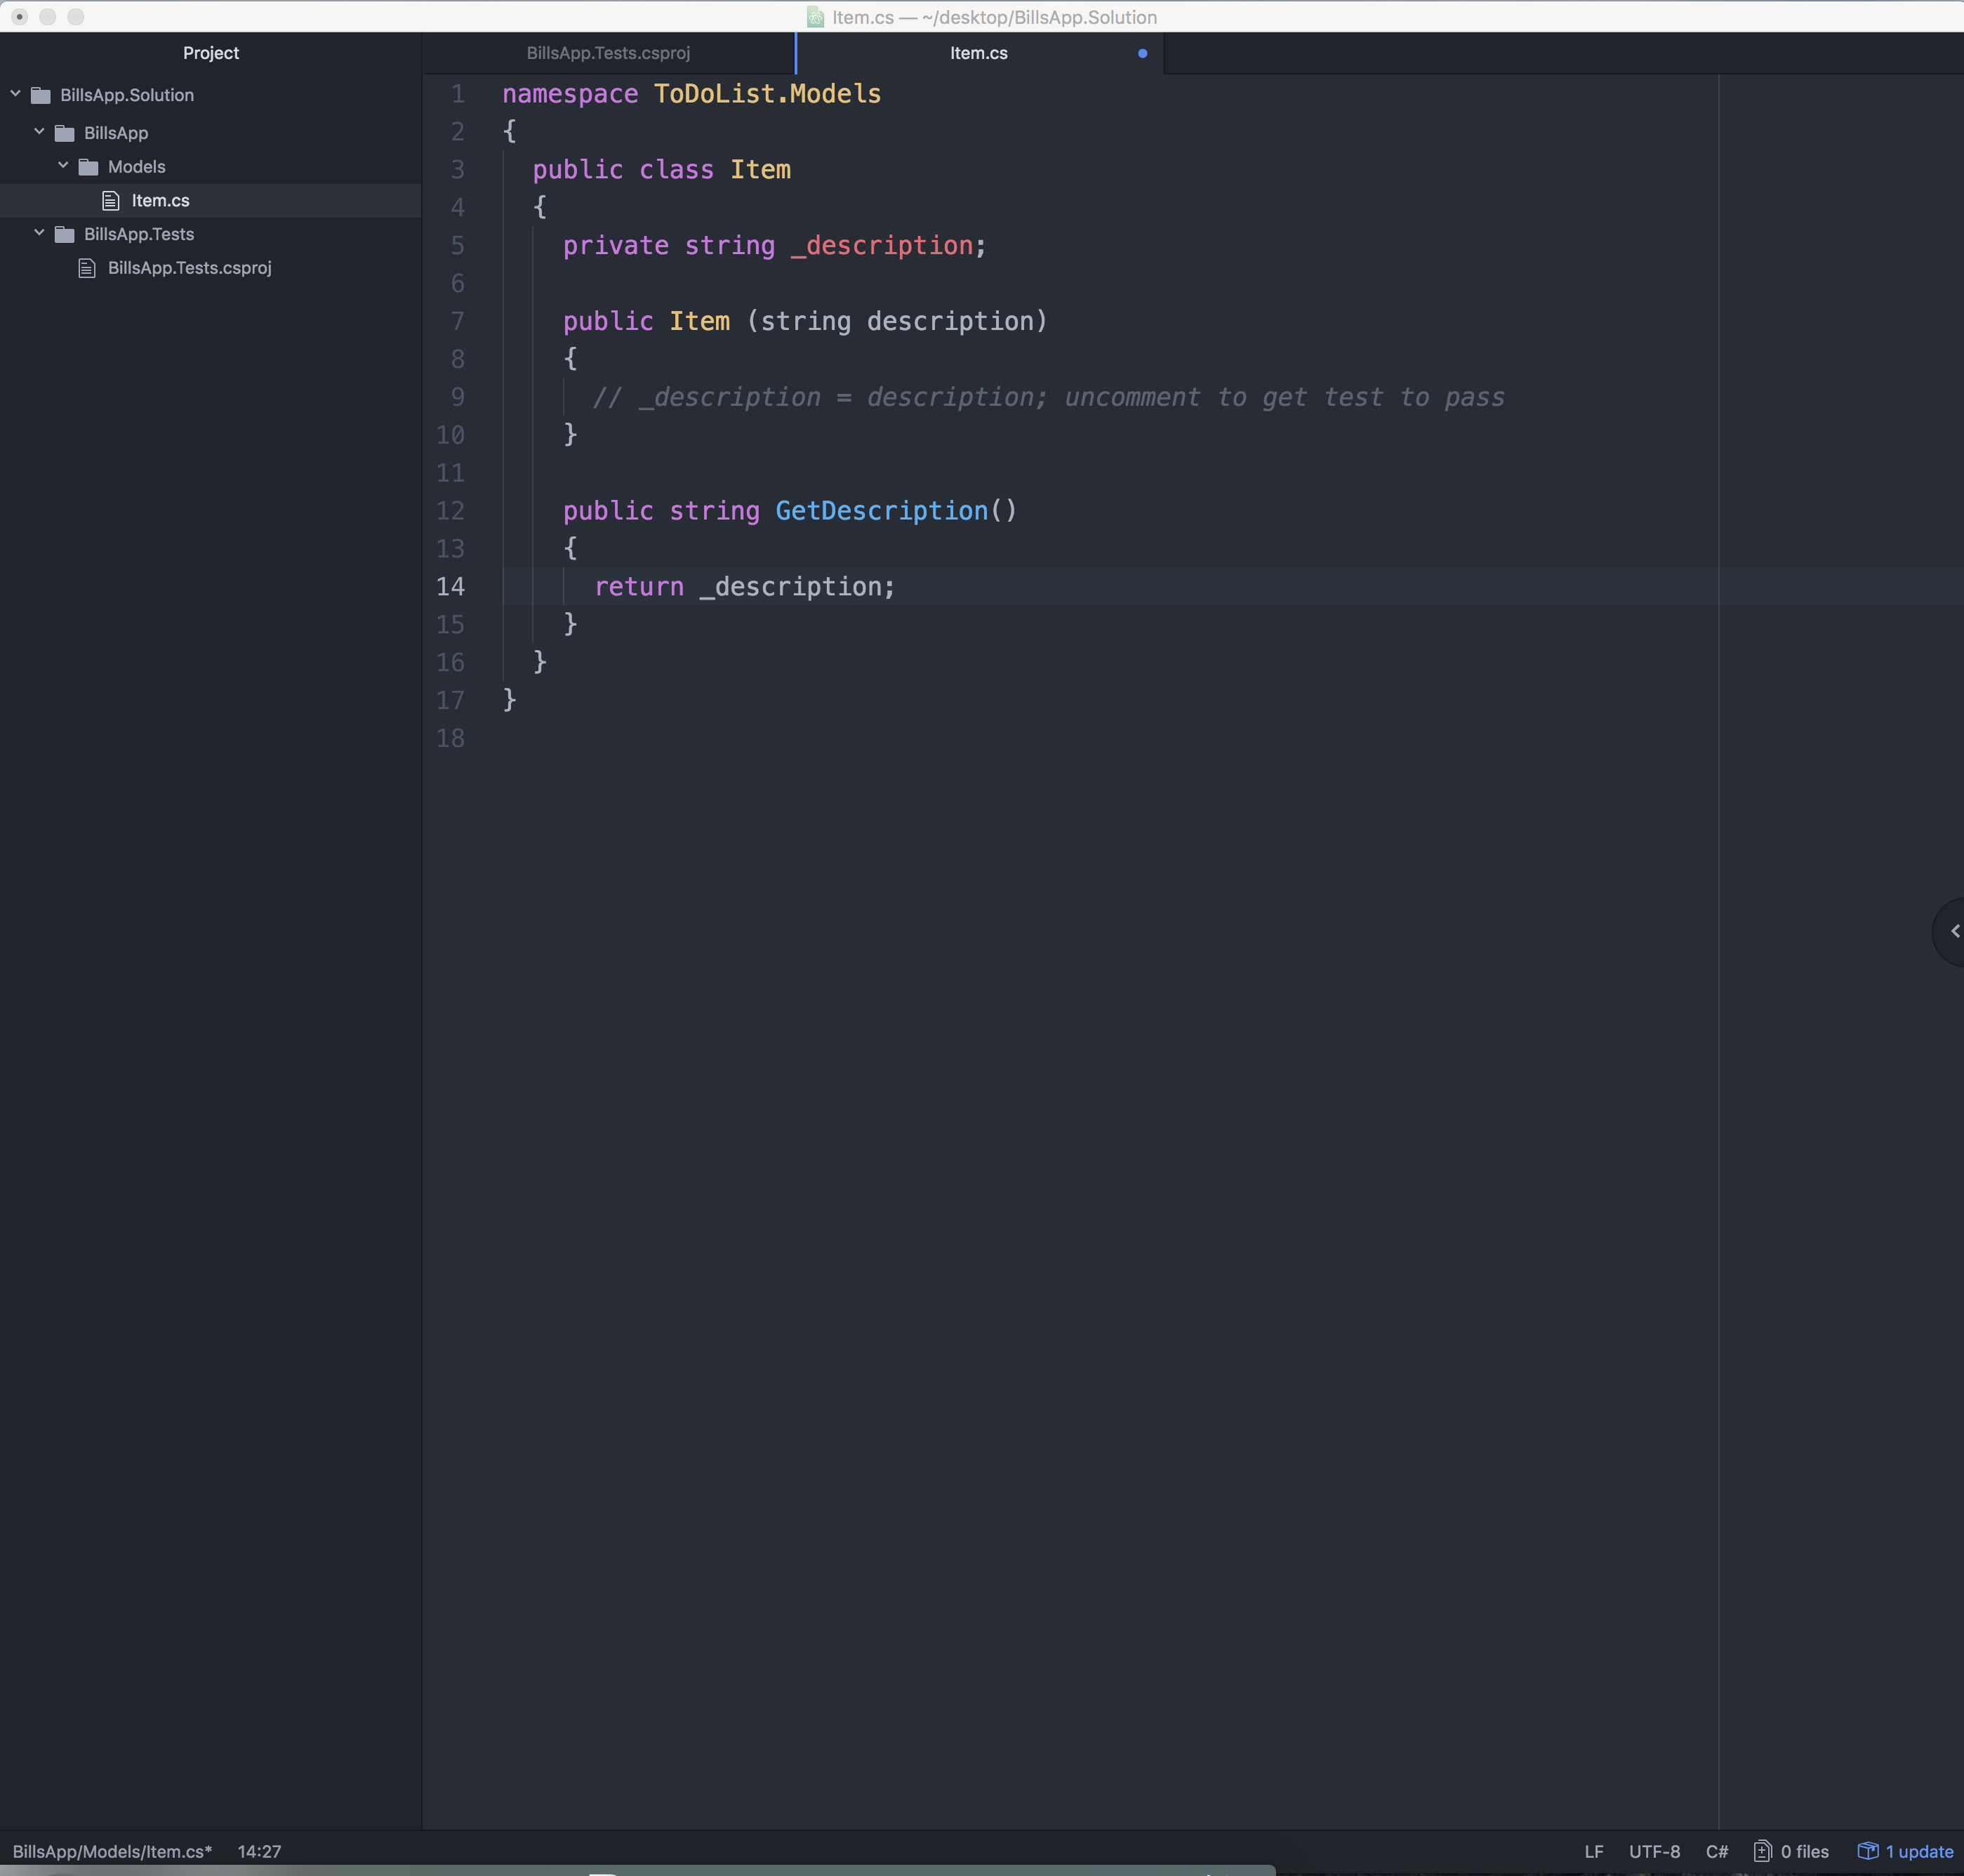 Item.cs — ~/desktop/BillsApp.Solution
Project
BillsApp.Solution
BillsApp
Models
Item.cs
BillsApp.Tests
BillsApp.Tests.csproj
BillsApp.Tests.csproj
Item.cs
1 namespace ToDoList.Models
2 {
3   public class Item
4   {
5     private string _description;
6
7     public Item (string description)
8     {
9       // _description = description; uncomment to get test to pass
10     }
11
12     public string GetDescription()
13     {
14       return _description;
15     }
16   }
17 }
18
BillsApp/Models/Item.cs* 14:27
LF UTF-8 C# 0 files 1 update